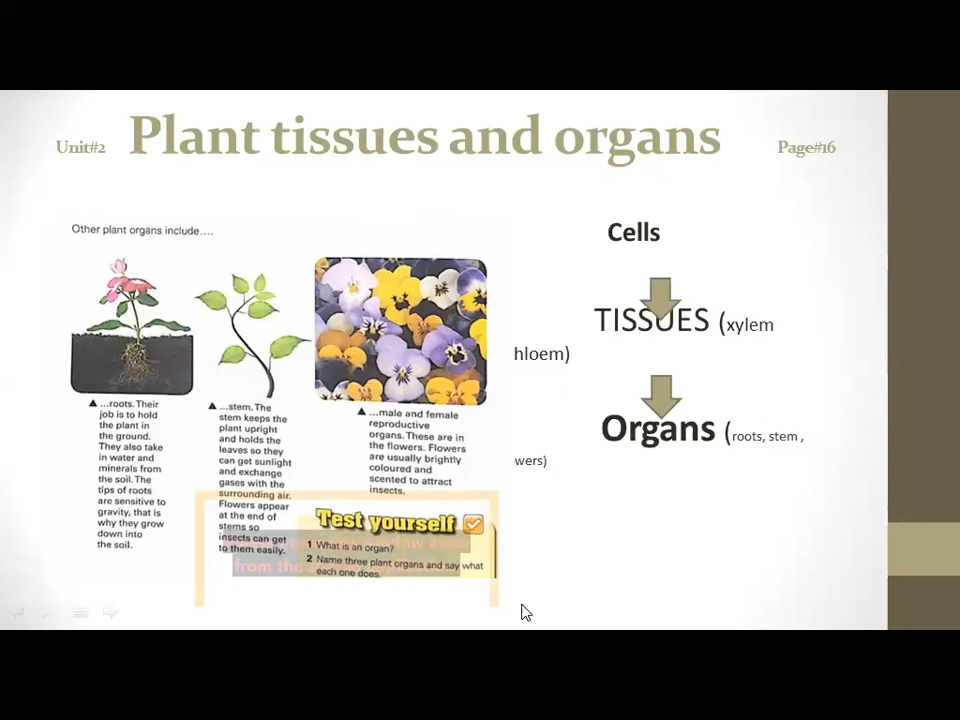 Unit#2 Plant tissues and organs Page#16
Other plant organs include....
▲ ...roots. Their
job is to hold
the plant in
the ground.
They also take
in water and
minerals from
the soil. The
tips of roots
are sensitive to
gravity, that is
why they grow
down into
the soil.
▲ ...stem. The
stem keeps the
plant upright
and holds the
leaves so they
can get sunlight
and exchange
gases with the
surrounding air.
Flowers appear
at the end of
stems so
insects can get
to them easily.
▲ ...male and female
reproductive
organs. These are in
the flowers. Flowers
are usually brightly
coloured and
scented to attract
insects.
Test yourself
1 What is an organ?
2 Name three plant organs and say what
each one does.
from the
Cells
TISSUES (xylem
hloem)
Organs (roots, stem ,
wers)